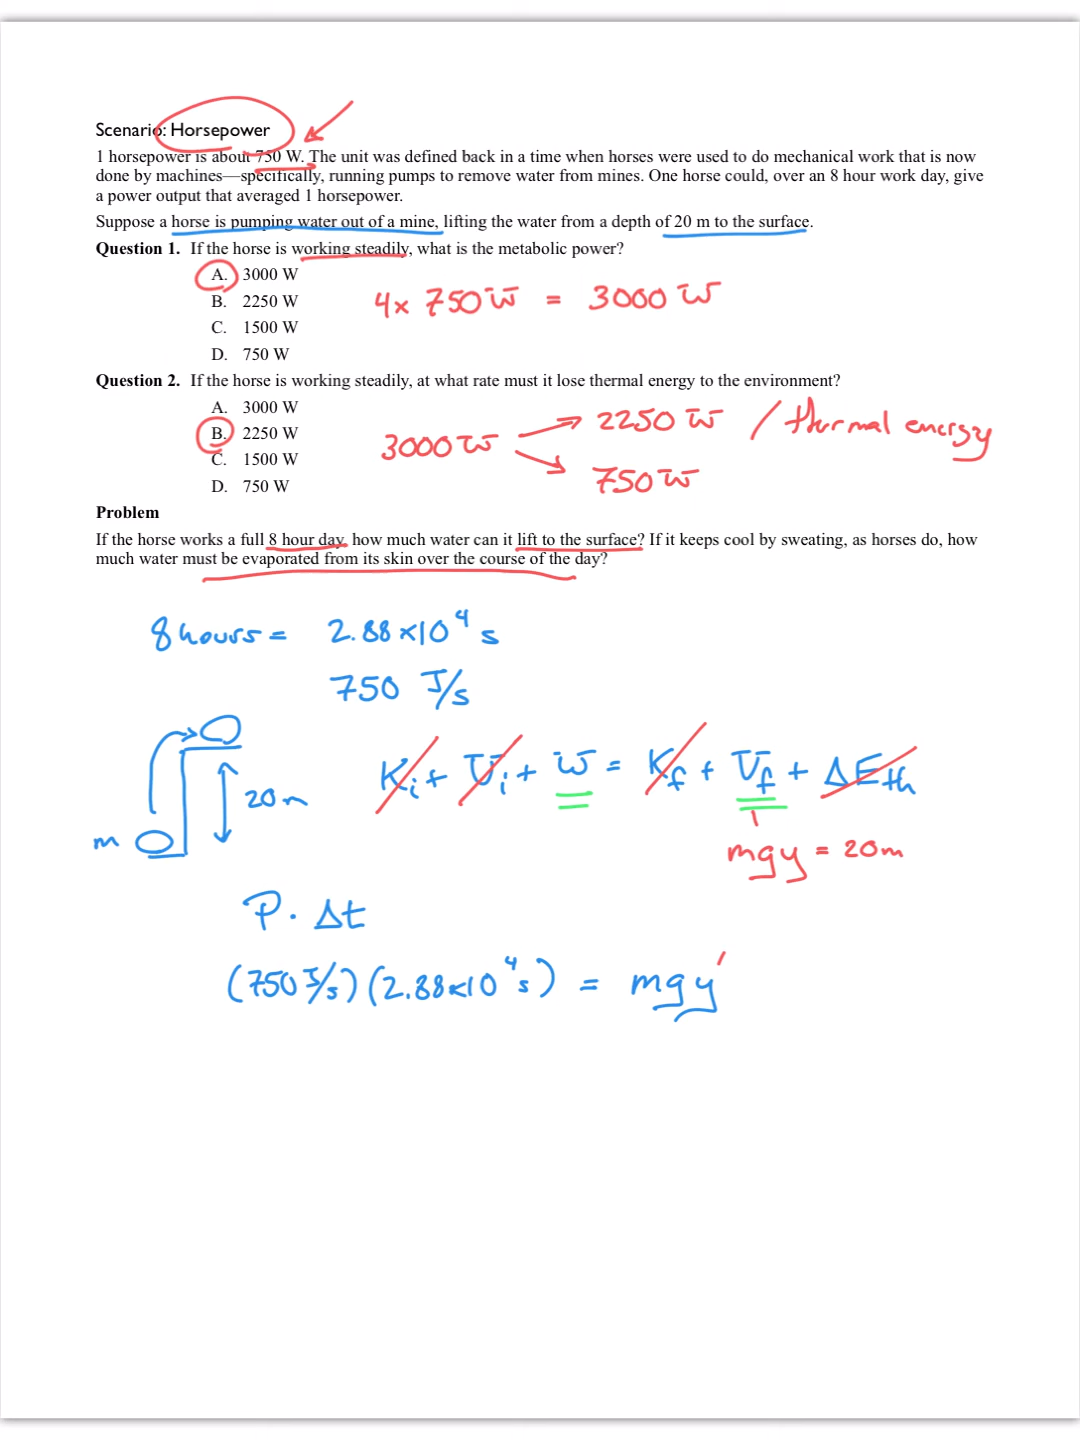 Scenario: Horsepower
1 horsepower is about 750 W. The unit was defined back in a time when horses were used to do mechanical work that is now
done by machines—specifically, running pumps to remove water from mines. One horse could, over an 8 hour work day, give
a power output that averaged 1 horsepower.
Suppose a horse is pumping water out of a mine, lifting the water from a depth of 20 m to the surface.
Question 1. If the horse is working steadily, what is the metabolic power?
A. 3000 W
B. 2250 W
C. 1500 W
D. 750 W
4x 750 W = 3000 W
Question 2. If the horse is working steadily, at what rate must it lose thermal energy to the environment?
A. 3000 W
B. 2250 W
C. 1500 W
D. 750 W
3000 W → 2250 W / thermal energy
→ 750 W
Problem
If the horse works a full 8 hour day, how much water can it lift to the surface? If it keeps cool by sweating, as horses do, how
much water must be evaporated from its skin over the course of the day?
8 hours = 2.88 ×10⁴ s
750 J/s
20 m
m
Ki + Ui + W = Kf + Uf + ΔEth
mgy = 20m
P · Δt
(750 J/s) (2.88×10⁴ s) = mgy